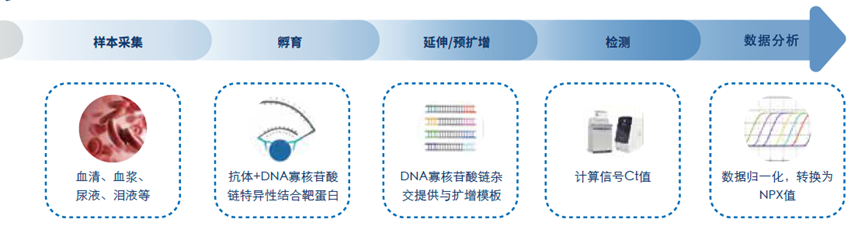 样本采集
孵育
延伸/预扩增
检测
数据分析
血清、血浆、
尿液、泪液等
抗体+DNA寡核苷酸
链特异性结合靶蛋白
DNA寡核苷酸链杂
交提供与扩增模板
计算信号Ct值
数据归一化，转换为
NPX值